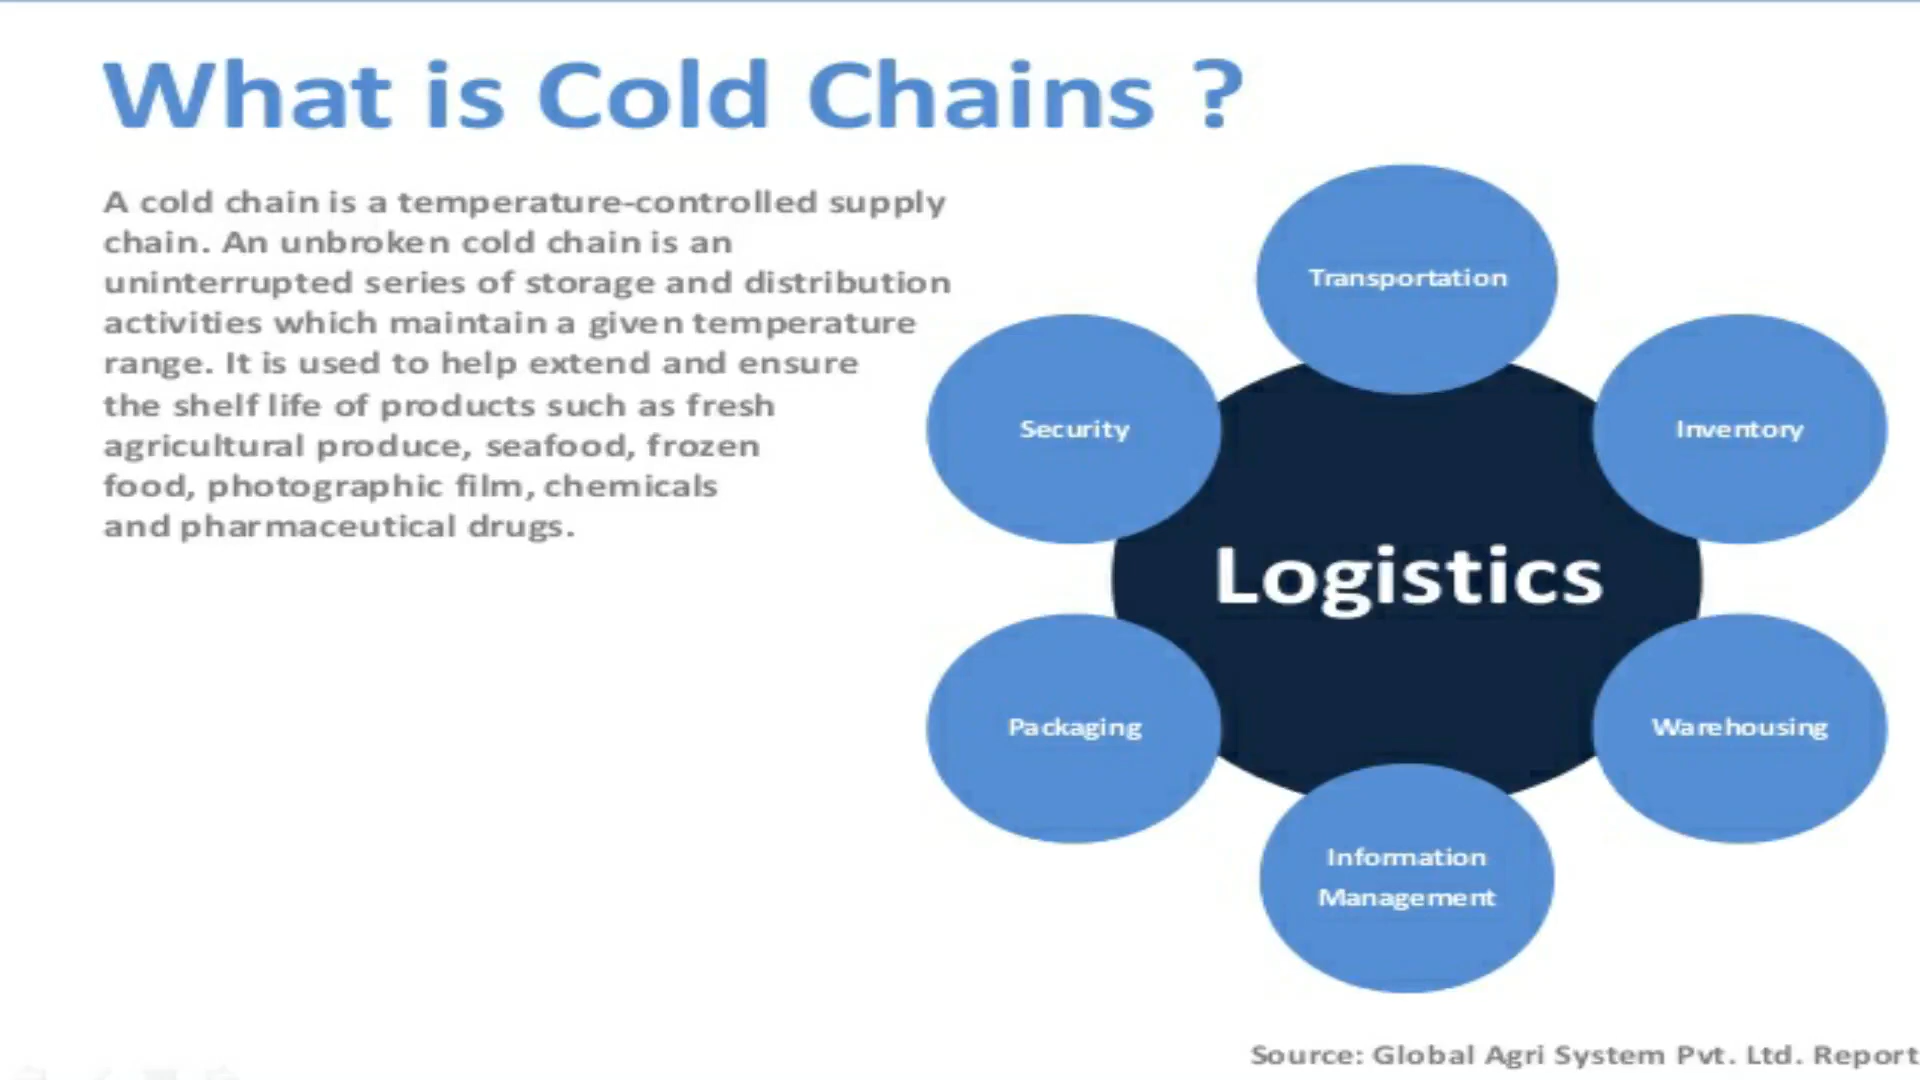 What is Cold Chains ?
A cold chain is a temperature-controlled supply
chain. An unbroken cold chain is an
uninterrupted series of storage and distribution
activities which maintain a given temperature
range. It is used to help extend and ensure
the shelf life of products such as fresh
agricultural produce, seafood, frozen
food, photographic film, chemicals
and pharmaceutical drugs.
Transportation
Security
Inventory
Logistics
Packaging
Warehousing
Information
Management
Source: Global Agri System Pvt. Ltd. Report